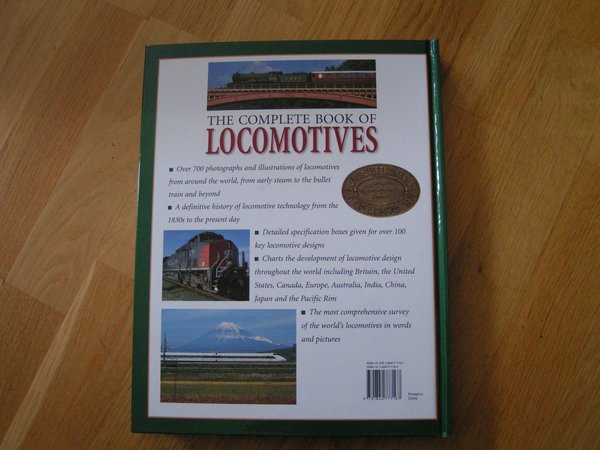 THE COMPLETE BOOK OF
LOCOMOTIVES
■ Over 700 photographs and illustrations of locomotives
from around the world, from early steam to the bullet
train and beyond
■ A definitive history of locomotive technology from the
1830s to the present day
■ Detailed specification boxes given for over 100
key locomotive designs
■ Charts the development of locomotive design
throughout the world including Britain, the United
States, Canada, Europe, Australia, India, China,
Japan and the Pacific Rim
■ The most comprehensive survey
of the world's locomotives in words
and pictures
Printed in
China